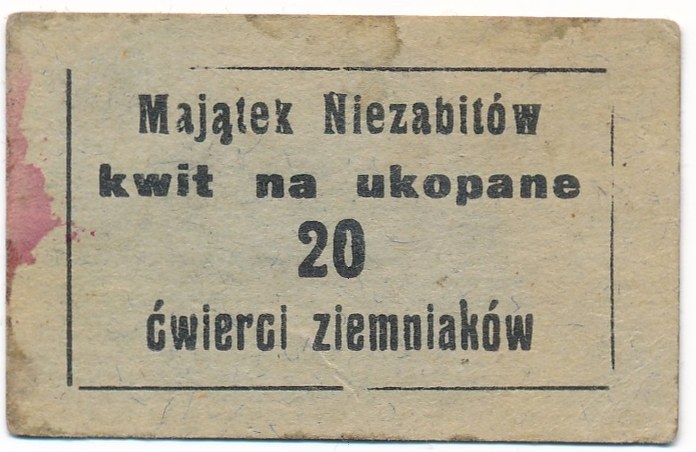 Majątek Niezabitów
kwit na ukopane
20
ćwierci ziemniaków